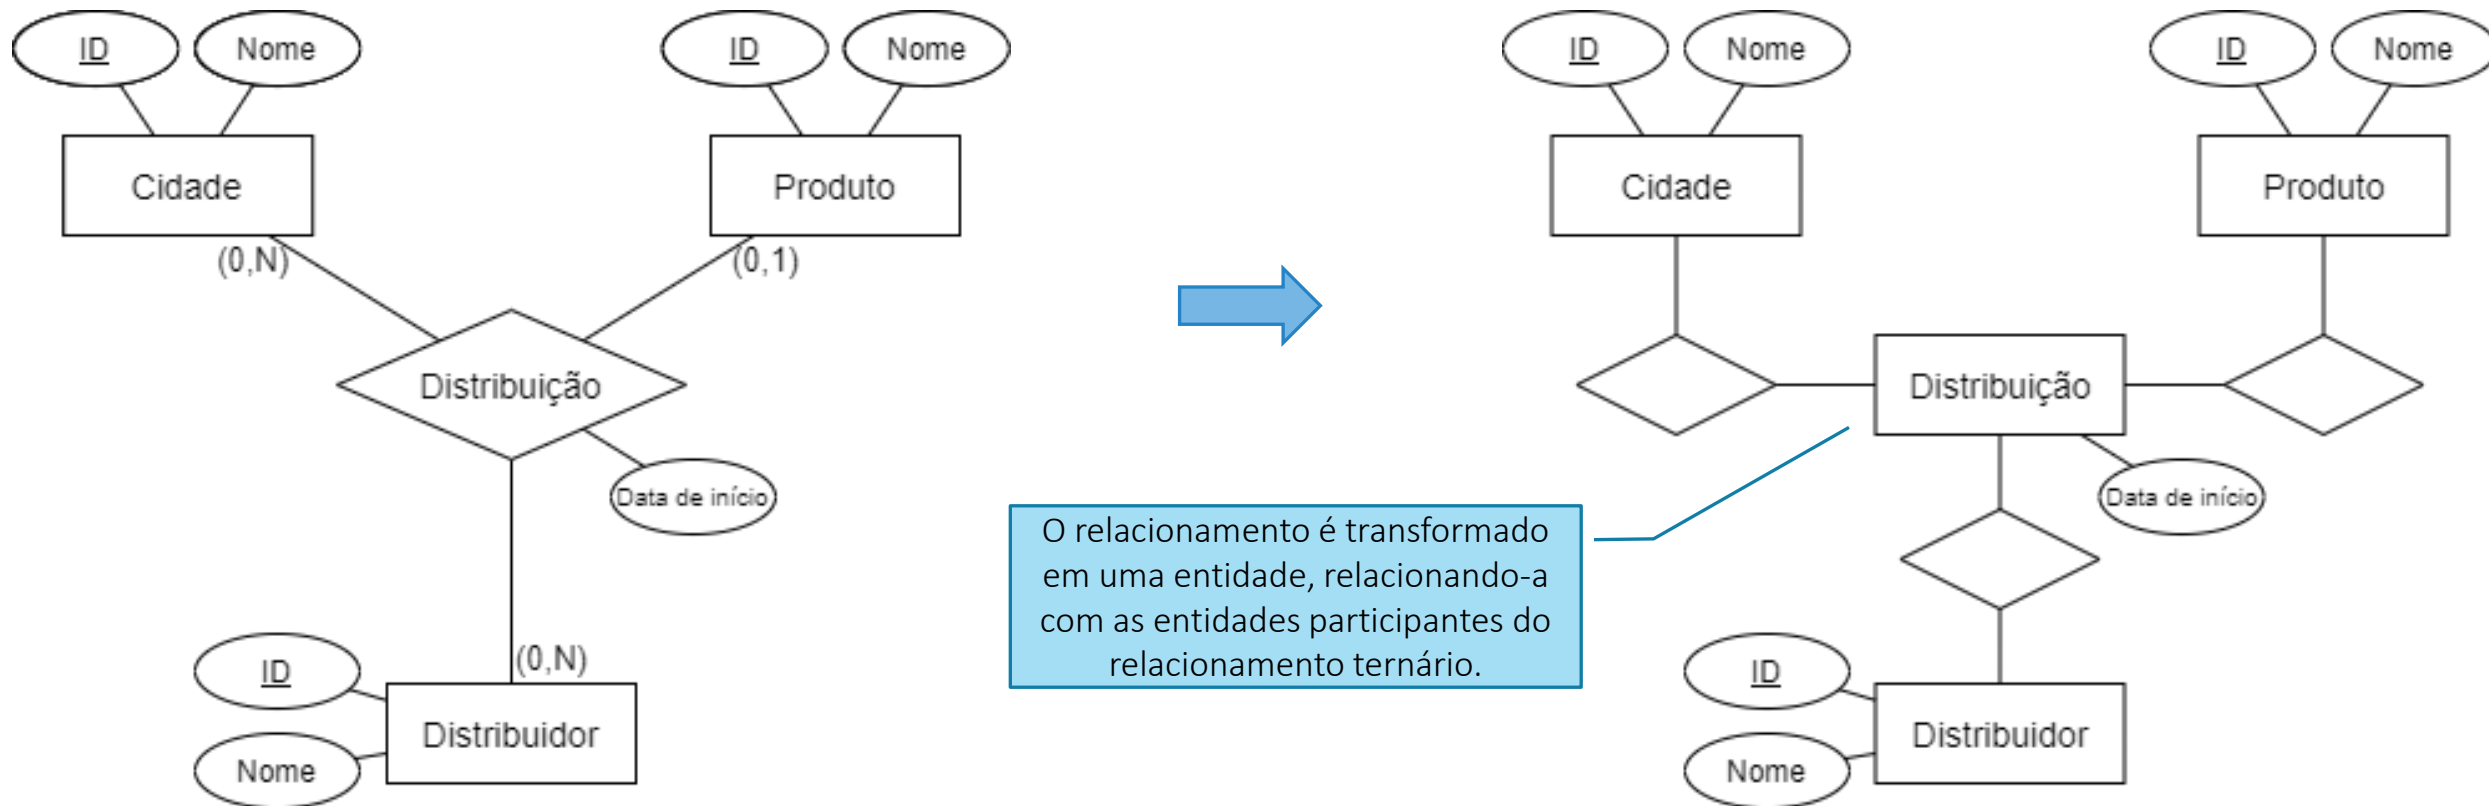 ID
Nome
ID
Nome
Cidade
Produto
(0,N)
(0,1)
Distribuição
Data de início
(0,N)
ID
Nome
Distribuidor
O relacionamento é transformado
em uma entidade, relacionando-a
com as entidades participantes do
relacionamento ternário.
ID
Nome
ID
Nome
Cidade
Produto
Distribuição
Data de início
ID
Nome
Distribuidor